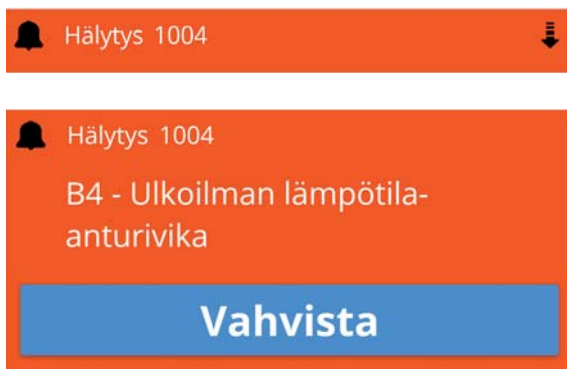 Hälytys 1004
Hälytys 1004
B4 - Ulkoilman lämpötila-
anturivika
Vahvista